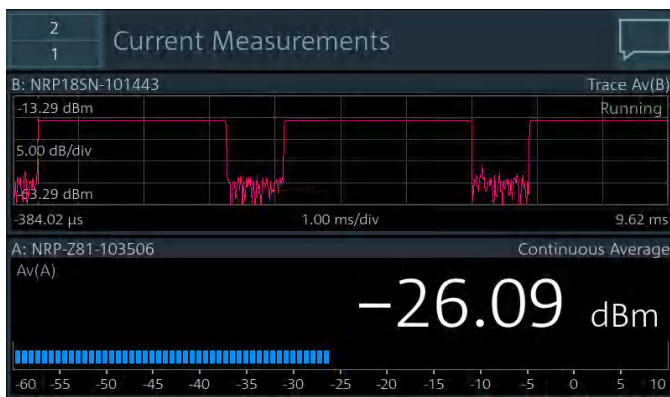 2
1
Current Measurements
B: NRP18SN-101443 Trace Av(B)
-13.29 dBm Running
5.00 dB/div
-63.29 dBm
-384.02 µs 1.00 ms/div 9.62 ms
A: NRP-Z81-103506 Continuous Average
Av(A)
-26.09 dBm
-60 -55 -50 -45 -40 -35 -30 -25 -20 -15 -10 -5 0 5 10